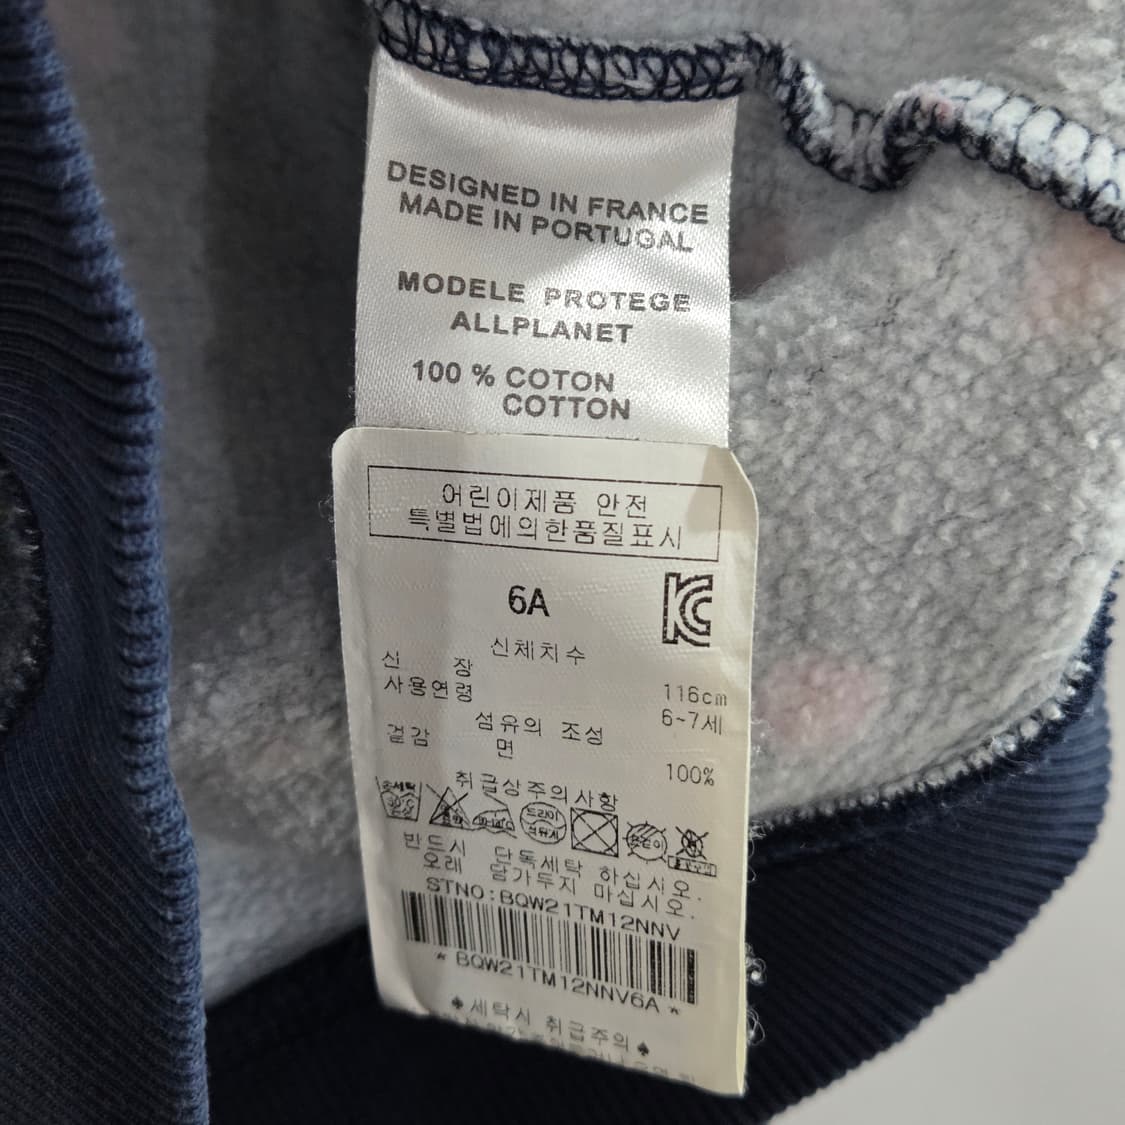 DESIGNED IN FRANCE
MADE IN PORTUGAL
MODELE PROTEGE
ALLPLANET
100 % COTON
COTTON
어린이제품 안전
특별법에의한품질표시
6A
신체치수
신 장 116cm
사용연령 6~7세
섬유의 조성
겉감 면 100%
취급상주의사항
드라이
반드시 단독세탁 하십시오.
오래 담가두지 마십시오.
STNO:BQW21TM12NNV
* BQW21TM12NNV6A *
♠세탁시 취급주의♠